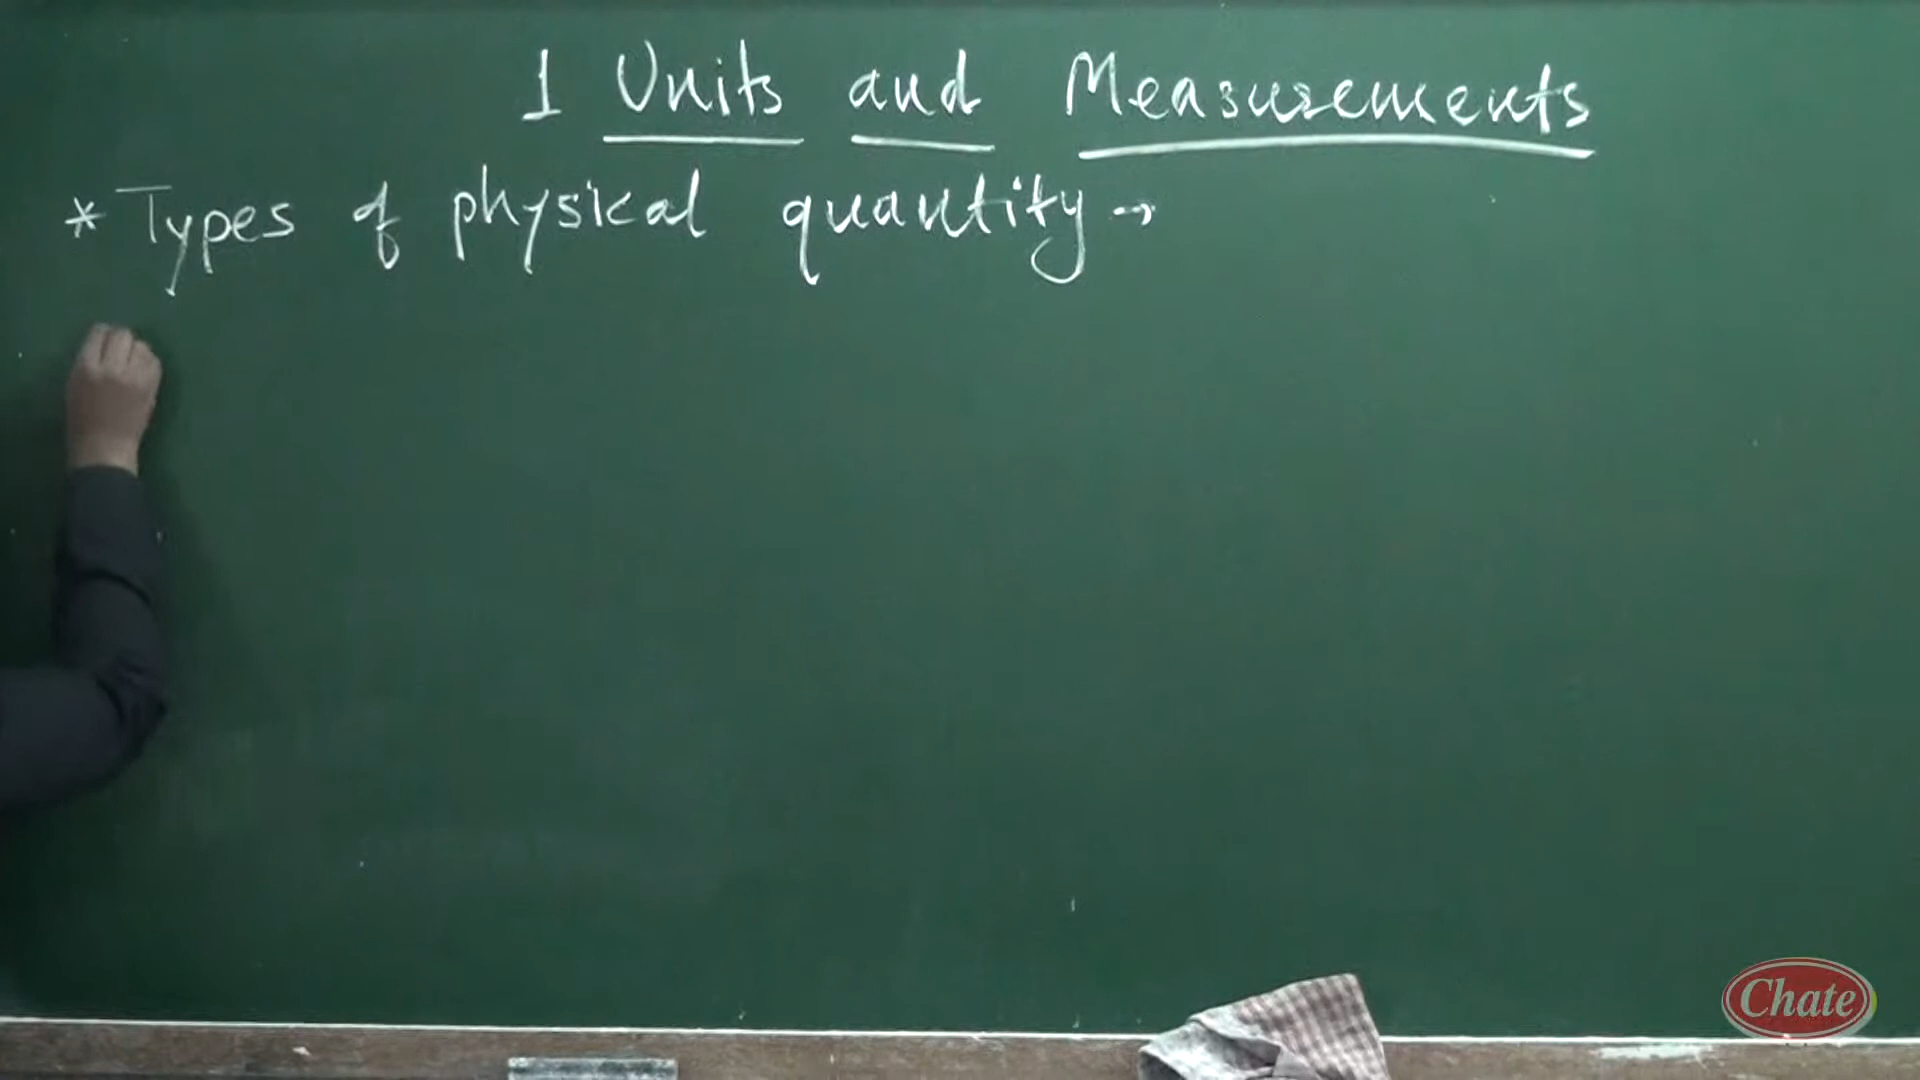 1 Units and Measurements
* Types of physical quantity →
Chate